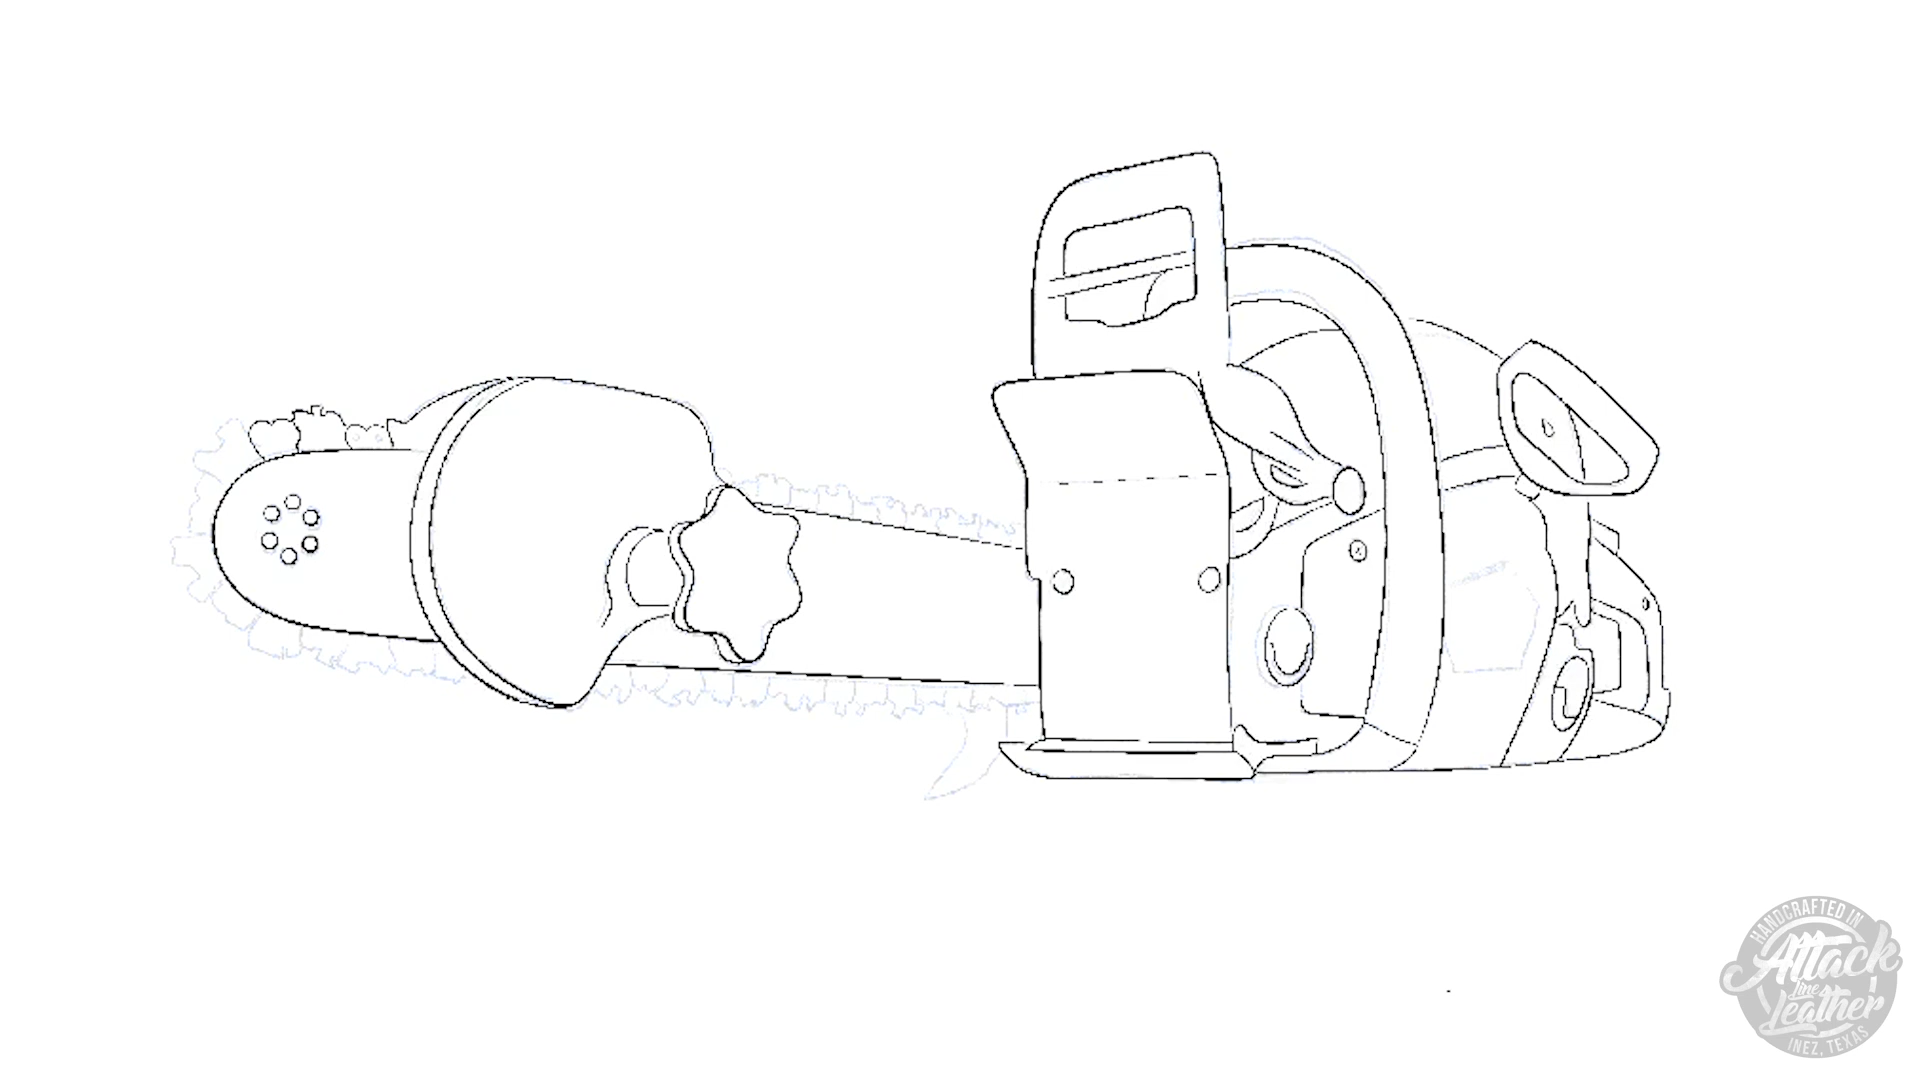 HANDCRAFTED IN
Attack
Line
Leather
INEZ, TEXAS